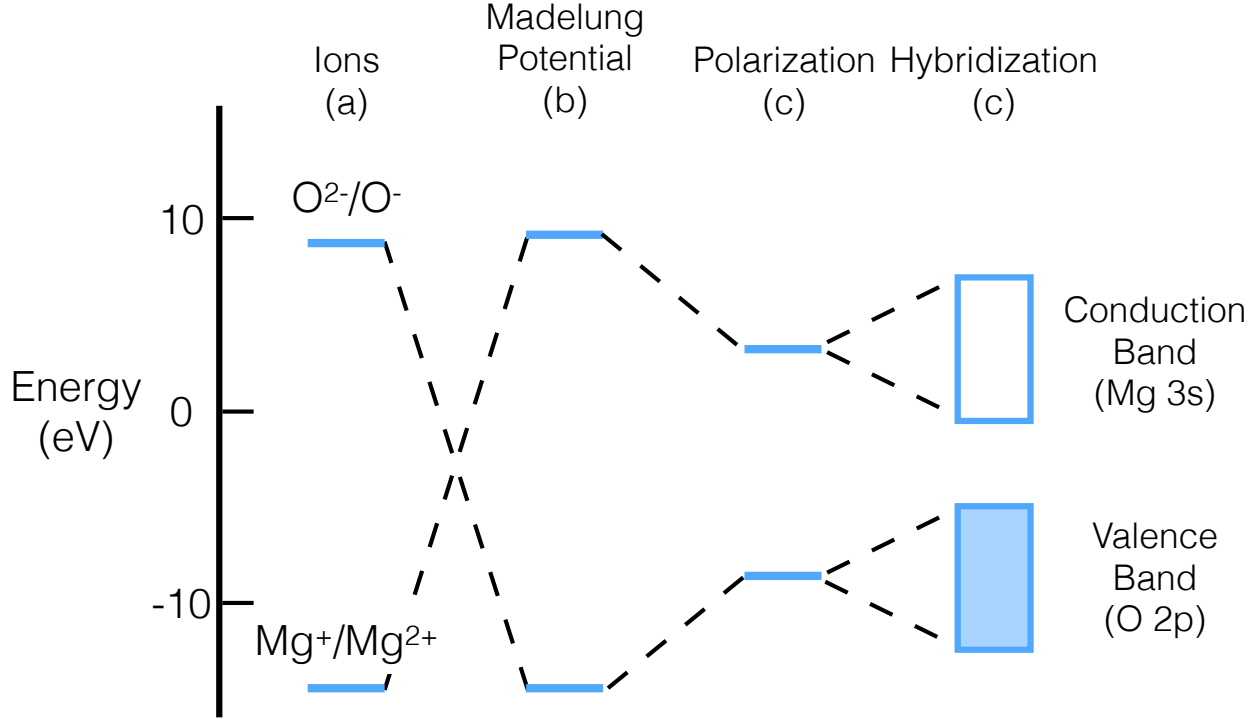 Ions
(a)
Madelung
Potential
(b)
Polarization
(c)
Hybridization
(c)
O²⁻/O⁻
10
Energy
(eV)
0
-10
Mg⁺/Mg²⁺
Conduction
Band
(Mg 3s)
Valence
Band
(O 2p)